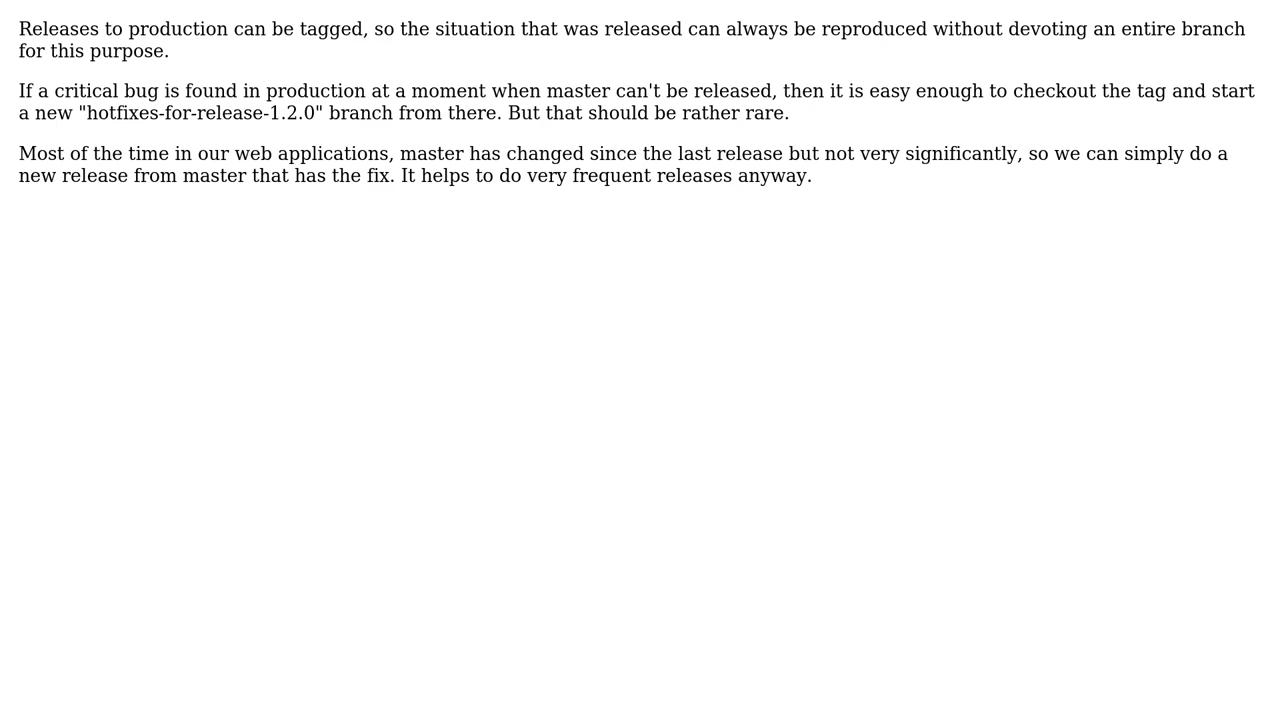 Releases to production can be tagged, so the situation that was released can always be reproduced without devoting an entire branch
for this purpose.
If a critical bug is found in production at a moment when master can't be released, then it is easy enough to checkout the tag and start
a new "hotfixes-for-release-1.2.0" branch from there. But that should be rather rare.
Most of the time in our web applications, master has changed since the last release but not very significantly, so we can simply do a
new release from master that has the fix. It helps to do very frequent releases anyway.